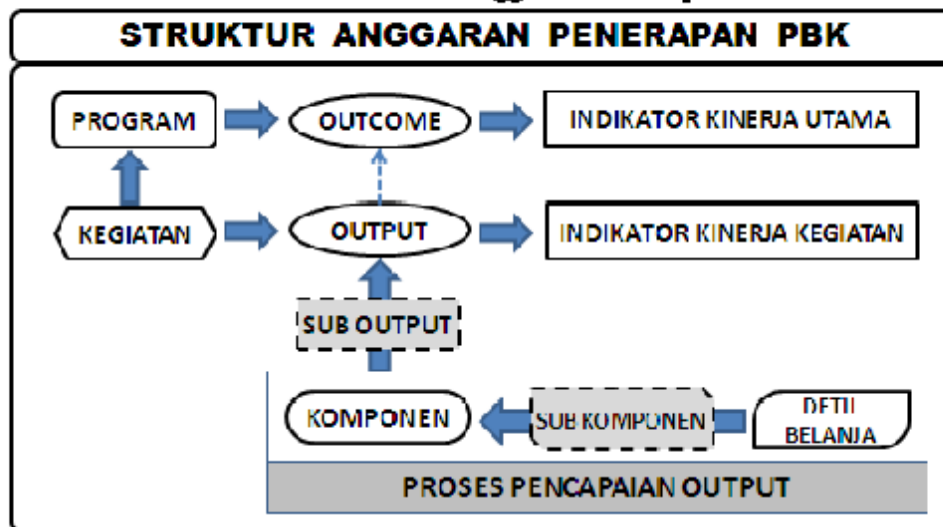 STRUKTUR ANGGARAN PENERAPAN PBK
PROGRAM
OUTCOME
INDIKATOR KINERJA UTAMA
KEGIATAN
OUTPUT
INDIKATOR KINERJA KEGIATAN
SUB OUTPUT
KOMPONEN
SUB KOMPONEN
DETIL
BELANJA
PROSES PENCAPAIAN OUTPUT